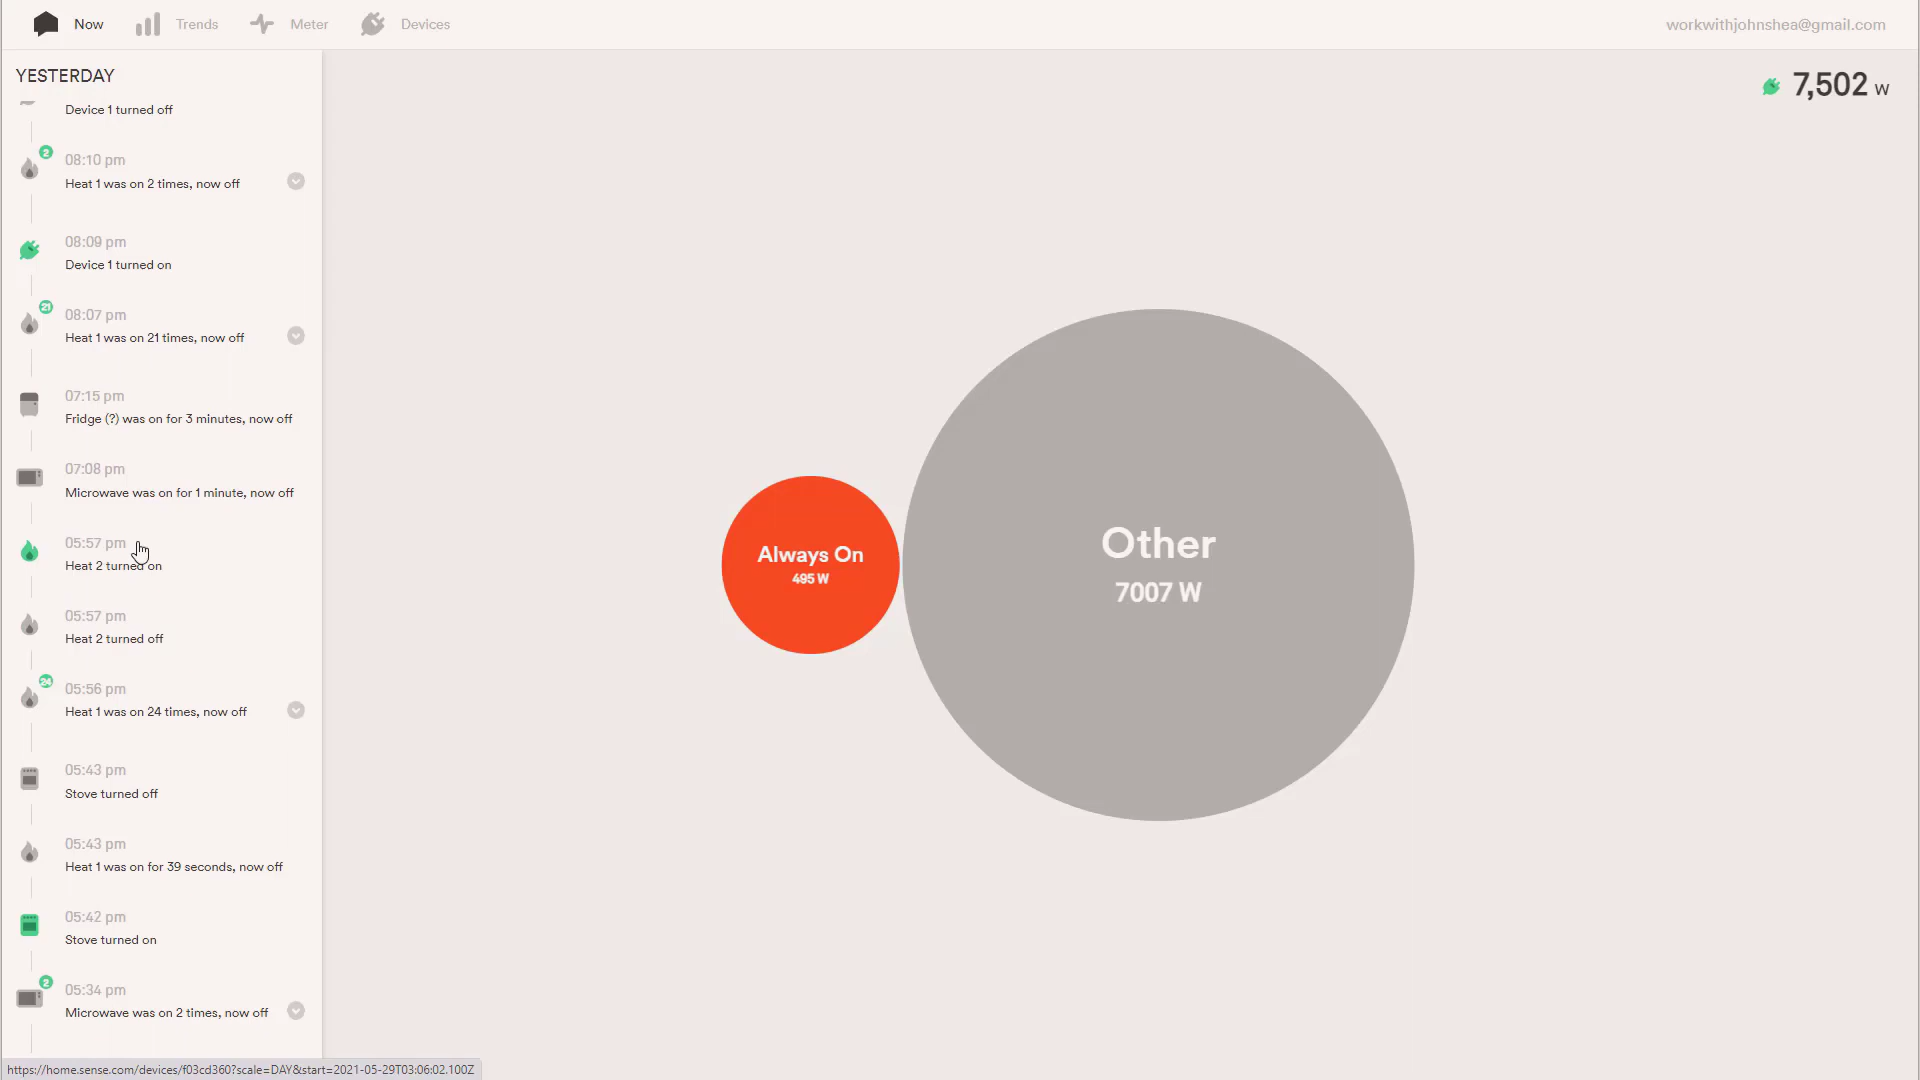 Now
Trends
Meter
Devices
workwithjohnshea@gmail.com
YESTERDAY
7,502 W
Device 1 turned off
2
08:10 pm
Heat 1 was on 2 times, now off
08:09 pm
Device 1 turned on
21
08:07 pm
Heat 1 was on 21 times, now off
07:15 pm
Fridge (?) was on for 3 minutes, now off
07:08 pm
Microwave was on for 1 minute, now off
05:57 pm
Heat 2 turned on
05:57 pm
Heat 2 turned off
24
05:56 pm
Heat 1 was on 24 times, now off
05:43 pm
Stove turned off
05:43 pm
Heat 1 was on for 39 seconds, now off
05:42 pm
Stove turned on
2
05:34 pm
Microwave was on 2 times, now off
Always On
495 W
Other
7007 W
https://home.sense.com/devices/f03cd360?scale=DAY&start=2021-05-29T03:06:02.100Z